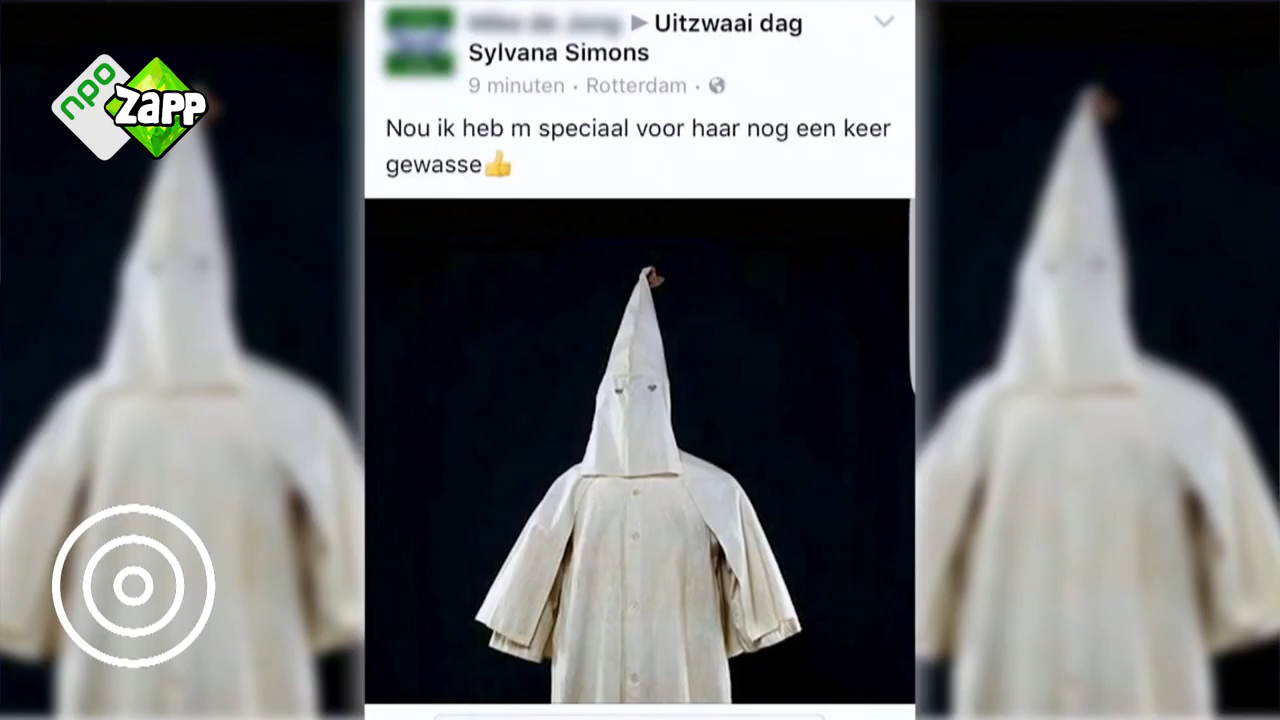 npo
Zapp
Uitzwaai dag
Sylvana Simons
9 minuten · Rotterdam ·
Nou ik heb m speciaal voor haar nog een keer
gewasse👍